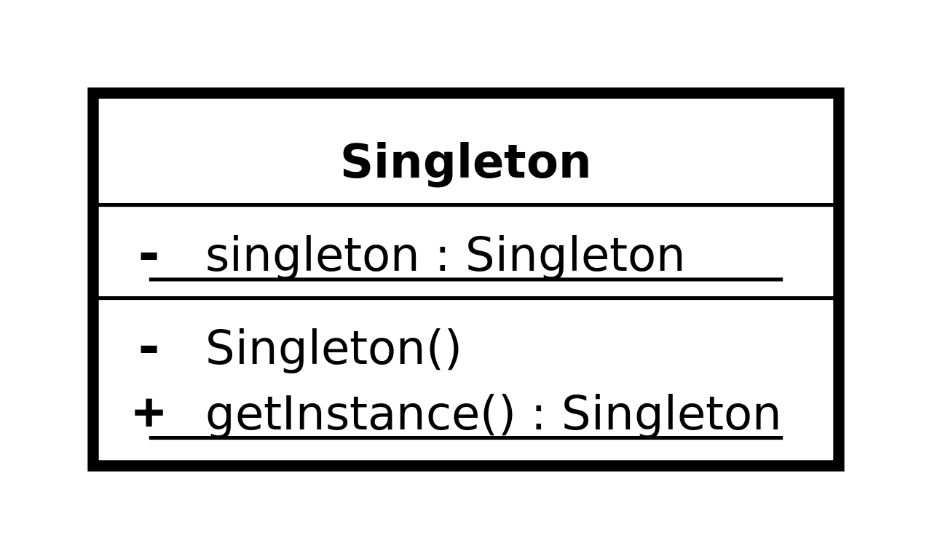 Singleton
- singleton : Singleton
- Singleton()
+ getInstance() : Singleton